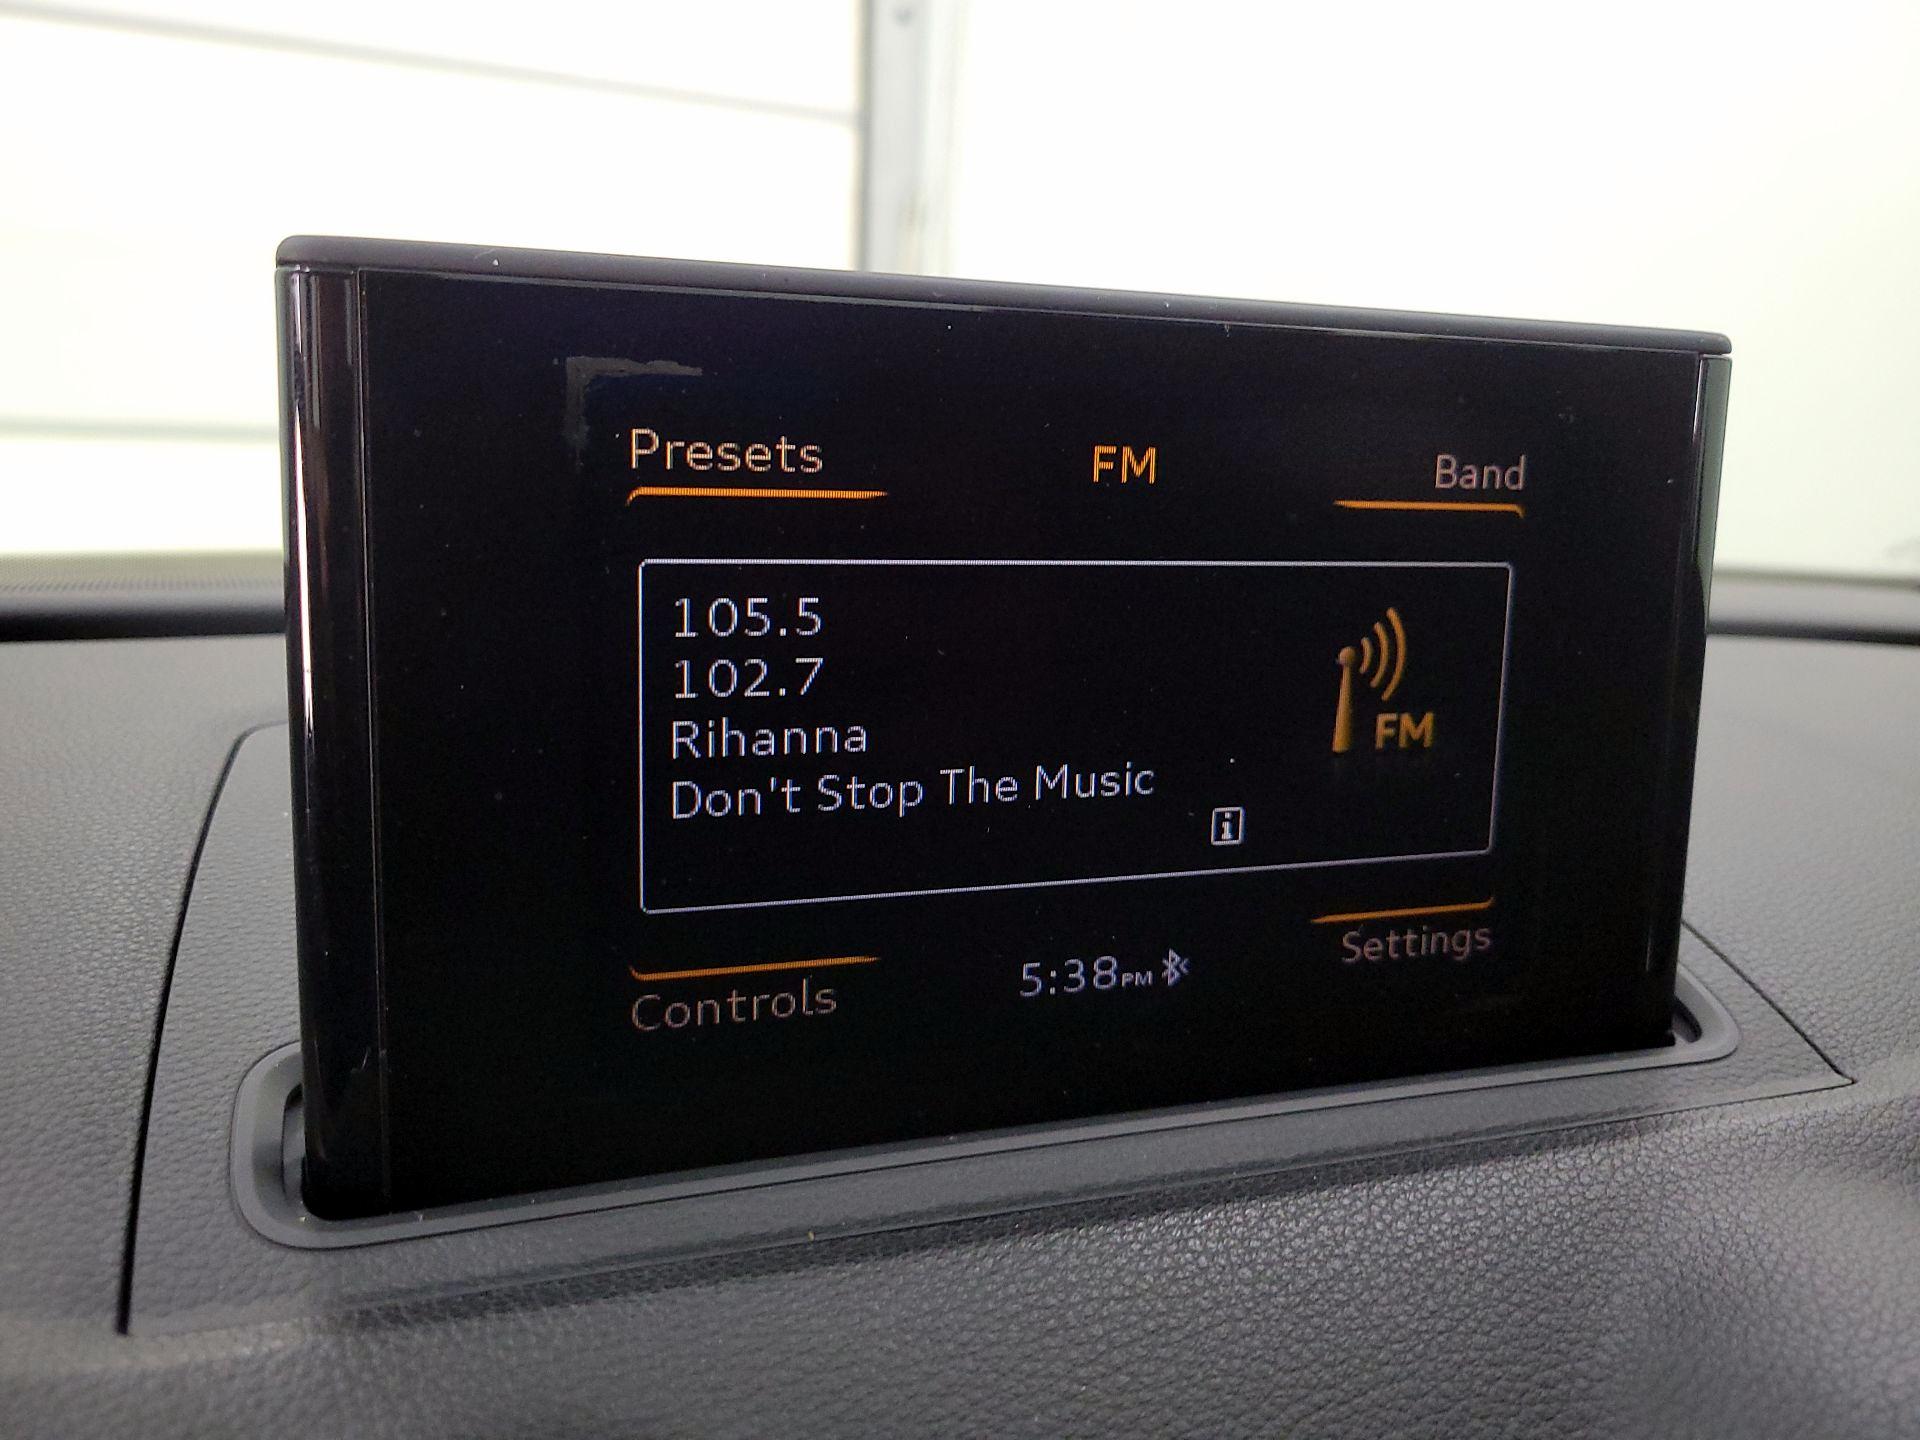 Presets FM Band
105.5
102.7
Rihanna
Don't Stop The Music
FM
i
Controls 5:38PM Settings